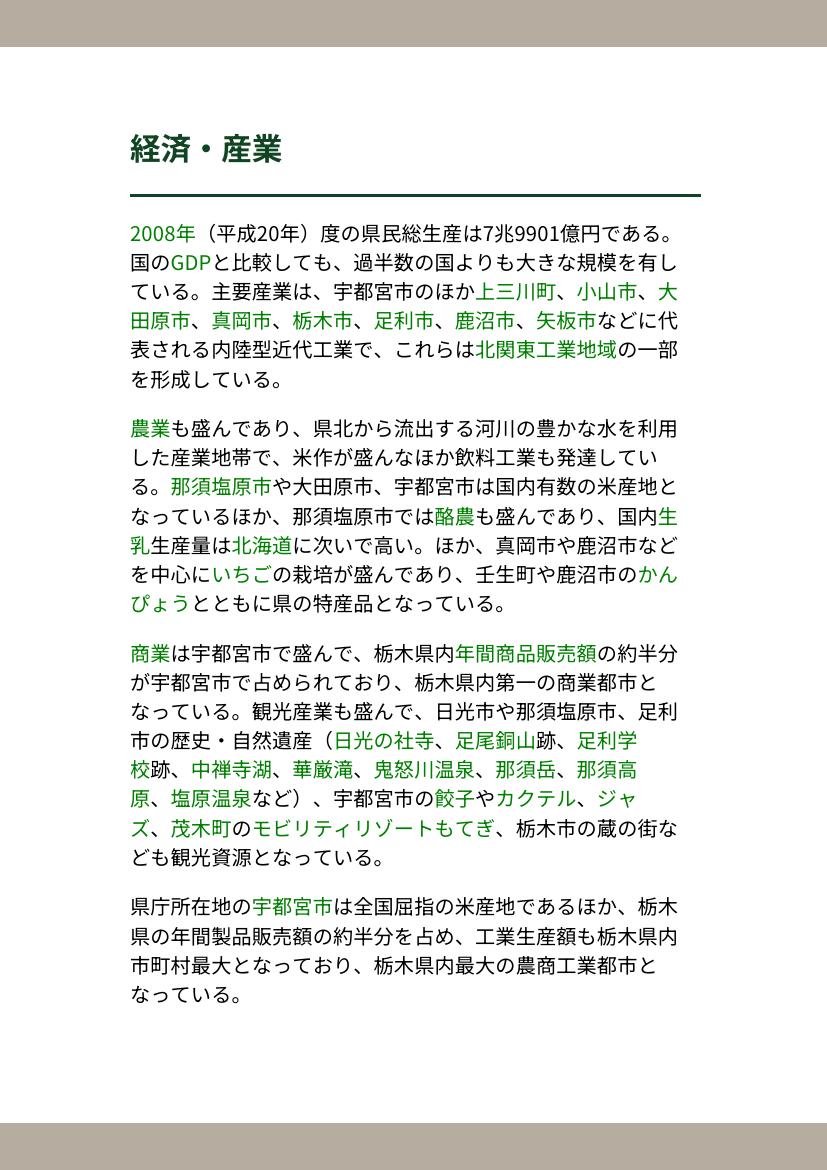 経済・産業
2008年（平成20年）度の県民総生産は7兆9901億円である。
国のGDPと比較しても、過半数の国よりも大きな規模を有し
ている。主要産業は、宇都宮市のほか上三川町、小山市、大
田原市、真岡市、栃木市、足利市、鹿沼市、矢板市などに代
表される内陸型近代工業で、これらは北関東工業地域の一部
を形成している。
農業も盛んであり、県北から流出する河川の豊かな水を利用
した産業地帯で、米作が盛んなほか飲料工業も発達してい
る。那須塩原市や大田原市、宇都宮市は国内有数の米産地と
なっているほか、那須塩原市では酪農も盛んであり、国内生
乳生産量は北海道に次いで高い。ほか、真岡市や鹿沼市など
を中心にいちごの栽培が盛んであり、壬生町や鹿沼市のかん
ぴょうとともに県の特産品となっている。
商業は宇都宮市で盛んで、栃木県内年間商品販売額の約半分
が宇都宮市で占められており、栃木県内第一の商業都市と
なっている。観光産業も盛んで、日光市や那須塩原市、足利
市の歴史・自然遺産（日光の社寺、足尾銅山跡、足利学
校跡、中禅寺湖、華厳滝、鬼怒川温泉、那須岳、那須高
原、塩原温泉など）、宇都宮市の餃子やカクテル、ジャ
ズ、茂木町のモビリティリゾートもてぎ、栃木市の蔵の街な
ども観光資源となっている。
県庁所在地の宇都宮市は全国屈指の米産地であるほか、栃木
県の年間製品販売額の約半分を占め、工業生産額も栃木県内
市町村最大となっており、栃木県内最大の農商工業都市と
なっている。